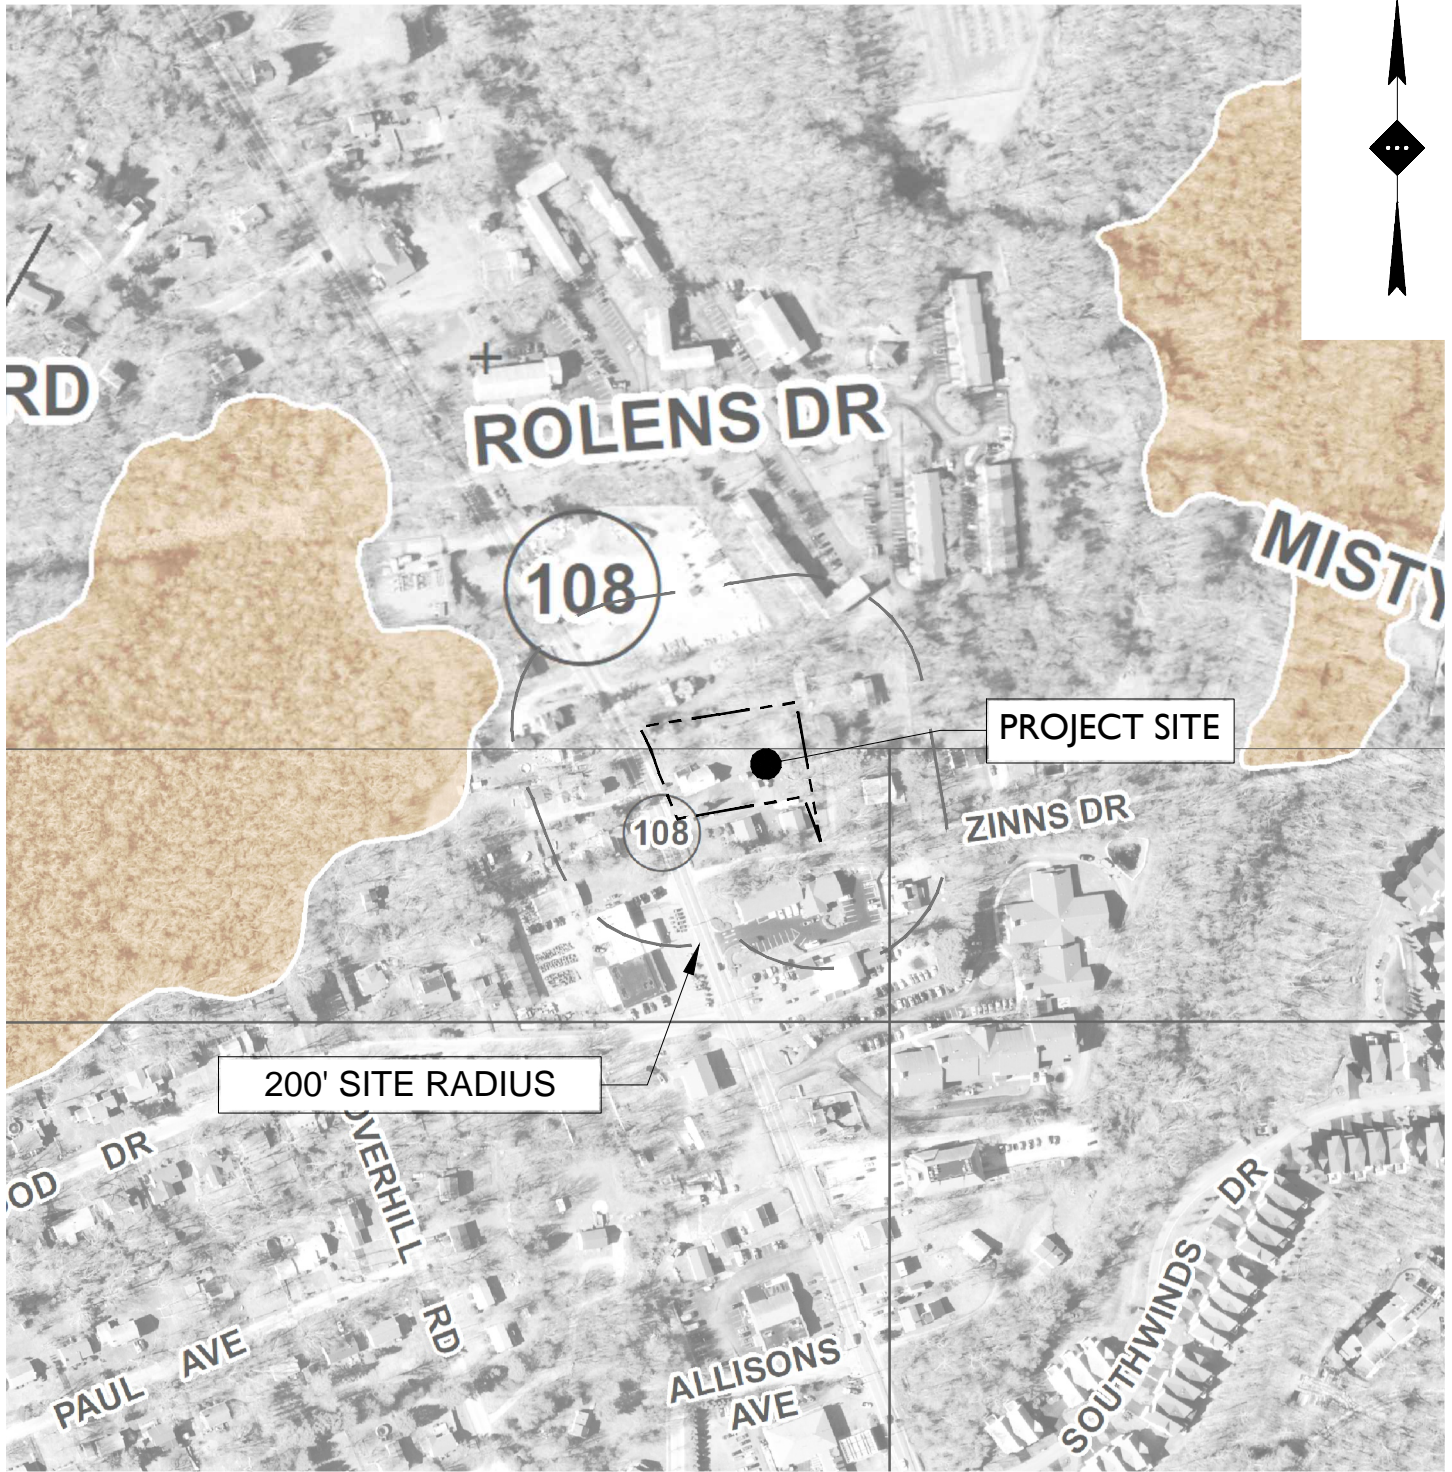 RD
ROLENS DR
108
MISTY
PROJECT SITE
108
ZINNS DR
200' SITE RADIUS
OOD DR
OVERHILL RD
PAUL AVE
ALLISONS
AVE
SOUTHWINDS DR